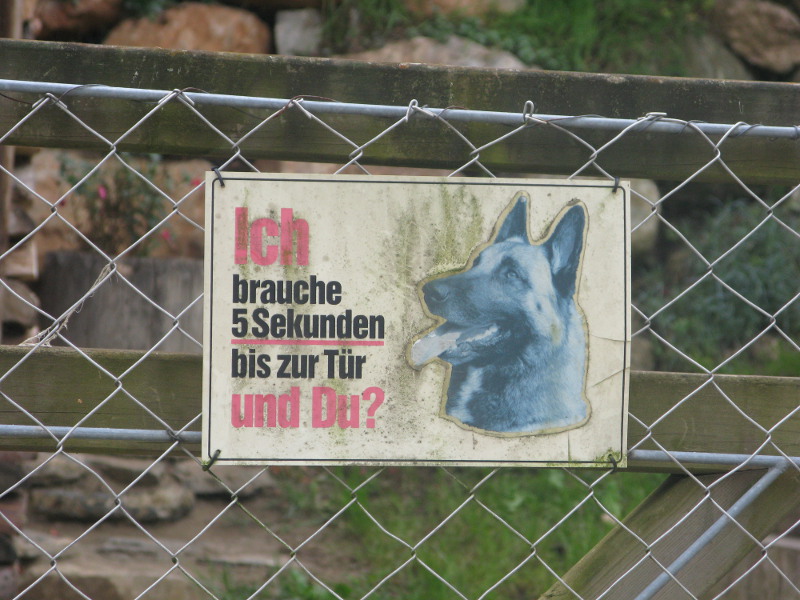 Ich
brauche
5 Sekunden
bis zur Tür
und Du?